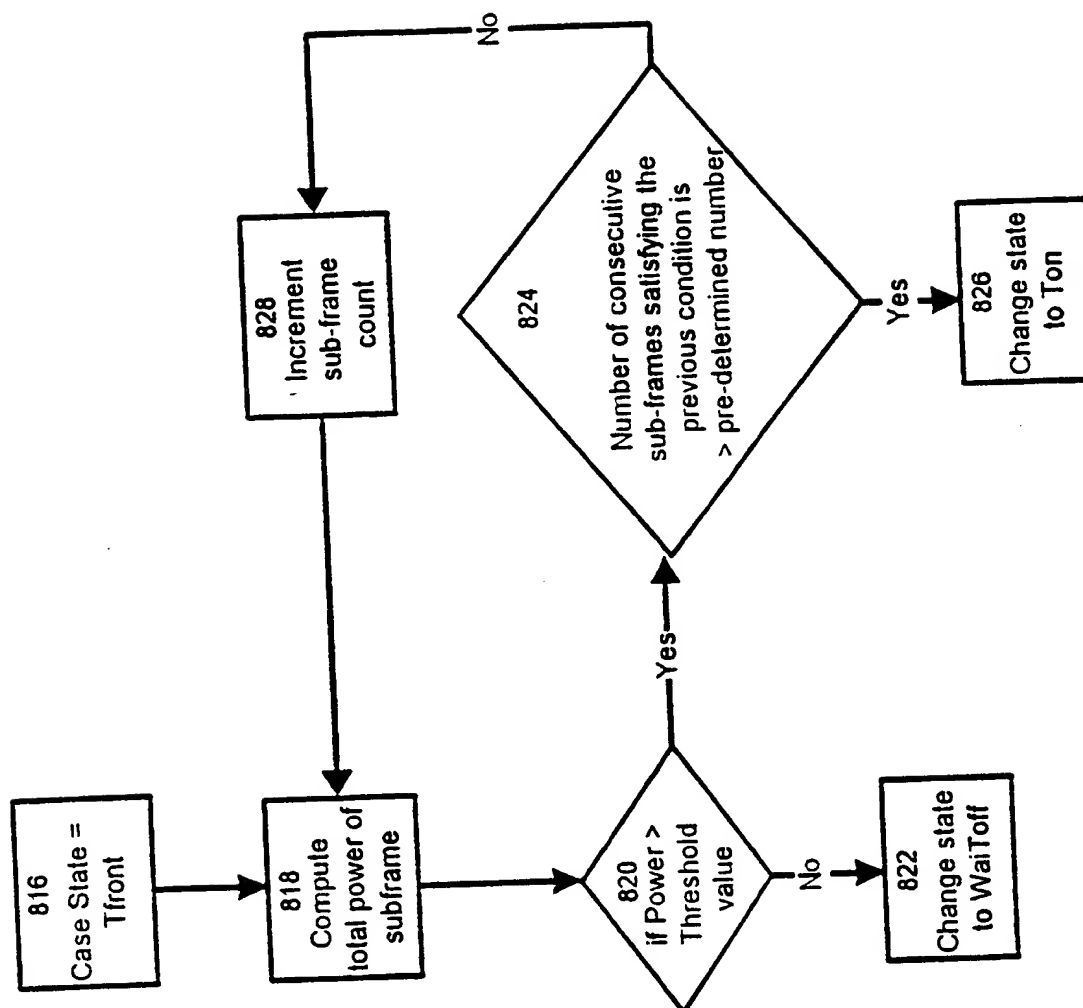 816
Case State =
Tfront
818
Compute
total power of
subframe
820
if Power >
Threshold
value
No
822
Change state
to WaiToff
Yes
824
Number of consecutive
sub-frames satisfying the
previous condition is
> pre-determined number
No
828
Increment
sub-frame
count
Yes
826
Change state
to Ton